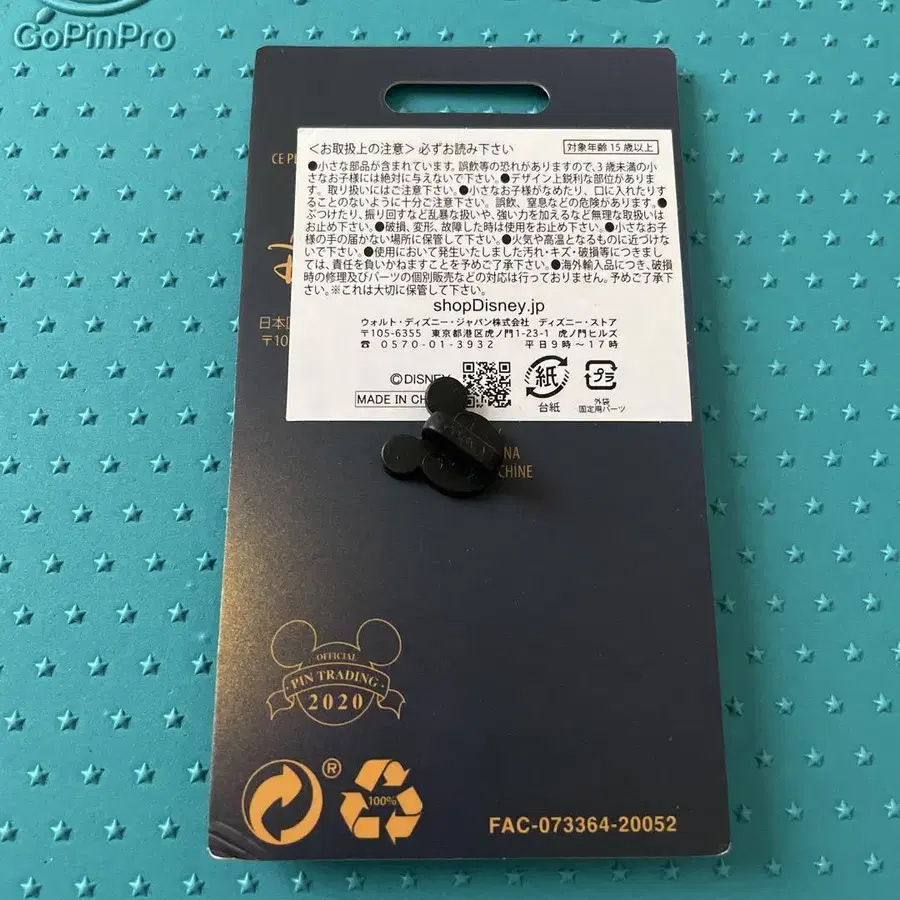 GoPinPro
CE P
<お取扱上の注意>必ずお読み下さい
対象年齢15歳以上
●小さな部品が含まれています。誤飲等の恐れがありますので、3歳未満の小
さなお子様には絶対に与えないで下さい。●デザイン上鋭利な部位がありま
す。取り扱いにはご注意下さい。●小さなお子様がなめたり、口に入れたりす
ることのないように十分ご注意下さい。誤飲、窒息などの危険があります。●
ぶつけたり、振り回すなど乱暴な扱いや、強い力を加えるなど無理な取扱いは
お止め下さい。●破損、変形、故障した時は使用をお止め下さい。●小さなお子
様の手の届かない場所に保管して下さい。●火気や高温となるものに近づけな
いで下さい。●使用において発生いたしました汚れ・キズ・破損等につきまし
ては、責任を負いかねますことを予めご了承下さい。●海外輸入品につき、破損
時の修理及びパーツの個別販売などの対応は行っておりません。予めご了承下
さい。※これは大切に保管して下さい。
shopDisney.jp
ウォルト・ディズニー・ジャパン株式会社 ディズニー・ストア
〒105-6355 東京都港区虎ノ門1-23-1 虎ノ門ヒルズ
☎ 0570-01-3932 平日9時~17時
日本
〒10
©DISNEY
MADE IN CH
紙
台紙
プラ
外袋
固定用パーツ
NA
CHINE
OFFICIAL
PIN TRADING
2020
®
100%
FAC-073364-20052